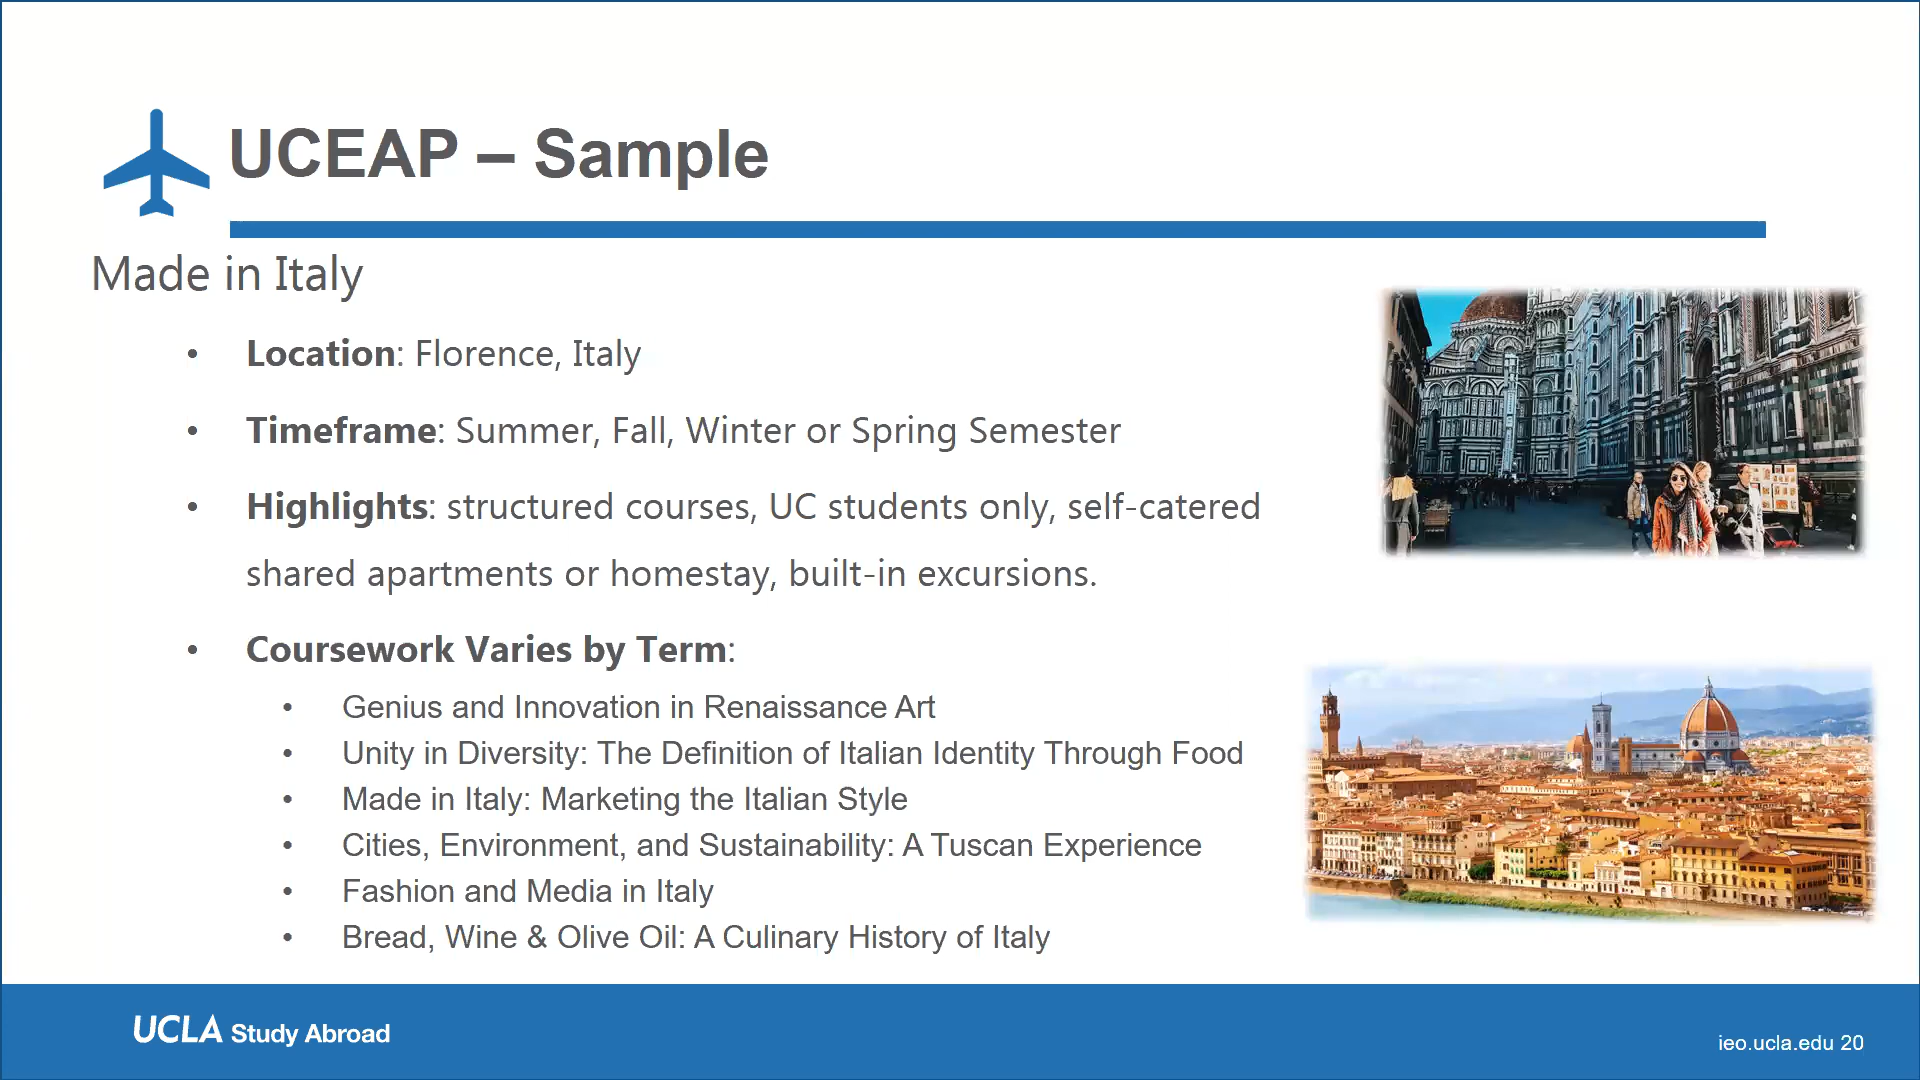 UCEAP – Sample
Made in Italy
• Location: Florence, Italy
• Timeframe: Summer, Fall, Winter or Spring Semester
• Highlights: structured courses, UC students only, self-catered
shared apartments or homestay, built-in excursions.
• Coursework Varies by Term:
• Genius and Innovation in Renaissance Art
• Unity in Diversity: The Definition of Italian Identity Through Food
• Made in Italy: Marketing the Italian Style
• Cities, Environment, and Sustainability: A Tuscan Experience
• Fashion and Media in Italy
• Bread, Wine & Olive Oil: A Culinary History of Italy
UCLA Study Abroad
ieo.ucla.edu 20